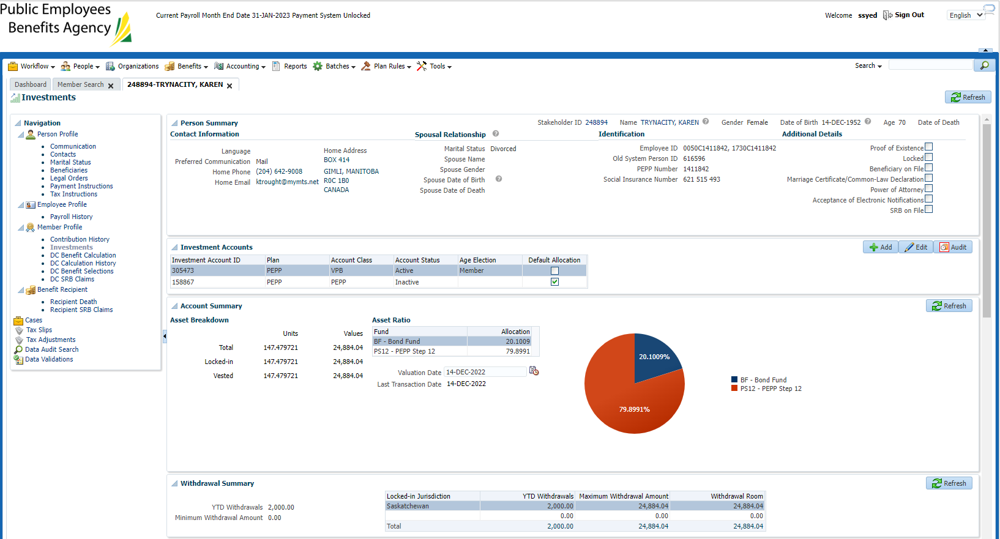 Public Employees
Benefits Agency
Current Payroll Month End Date 31-JAN-2023 Payment System Unlocked
Welcome ssyed Sign Out English
Workflow People Organizations Benefits Accounting Reports Batches Plan Rules Tools Search
Dashboard Member Search 248894-TRYNACITY, KAREN
Investments
Refresh
Navigation
Person Profile
Communication
Contacts
Marital Status
Beneficiaries
Legal Orders
Payment Instructions
Tax Instructions
Employee Profile
Payroll History
Member Profile
Contribution History
Investments
DC Benefit Calculation
DC Calculation History
DC Benefit Selections
DC SRB Claims
Benefit Recipient
Recipient Death
Recipient SRB Claims
Cases
Tax Slips
Tax Adjustments
Data Audit Search
Data Validations
Person Summary
Stakeholder ID 248894 Name TRYNACITY, KAREN Gender Female Date of Birth 14-DEC-1952 Age 70 Date of Death
Contact Information
Language
Preferred Communication Mail
Home Phone (204) 642-9008
Home Email ktrought@mymts.net
Home Address
BOX 414
GIMLI, MANITOBA
R0C 1B0
CANADA
Spousal Relationship
Marital Status Divorced
Spouse Name
Spouse Gender
Spouse Date of Birth
Spouse Date of Death
Identification
Employee ID 0050C1411842, 1730C1411842
Old System Person ID 616596
PEPP Number 1411842
Social Insurance Number 621 515 493
Additional Details
Proof of Existence
Locked
Beneficiary on File
Marriage Certificate/Common-Law Declaration
Power of Attorney
Acceptance of Electronic Notifications
SRB on File
Investment Accounts
Add Edit Audit
Investment Account ID Plan Account Class Account Status Age Election Default Allocation
305473 PEPP VPB Active Member
158867 PEPP PEPP Inactive
Account Summary
Refresh
Asset Breakdown
Units Values
Total 147.479721 24,884.04
Locked-in 147.479721 24,884.04
Vested 147.479721 24,884.04
Asset Ratio
Fund Allocation
BF - Bond Fund 20.1009
PS12 - PEPP Step 12 79.8991
Valuation Date 14-DEC-2022
Last Transaction Date 14-DEC-2022
20.1009%
79.8991%
BF - Bond Fund
PS12 - PEPP Step 12
Withdrawal Summary
Refresh
YTD Withdrawals 2,000.00
Minimum Withdrawal Amount 0.00
Locked-in Jurisdiction YTD Withdrawals Maximum Withdrawal Amount Withdrawal Room
Saskatchewan 2,000.00 24,884.04 24,884.04
0.00 0.00 0.00
Total 2,000.00 24,884.04 24,884.04